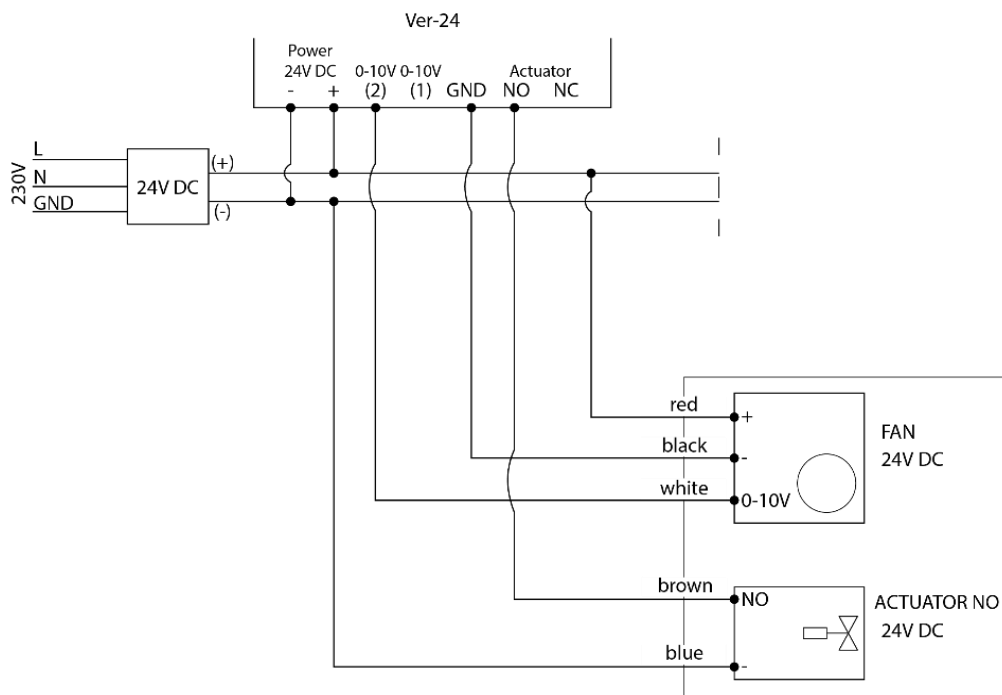 Ver-24
Power
24V DC
0-10V 0-10V
Actuator
- + (2) (1) GND NO NC
230V
L
N
GND
24V DC
(+)
(-)
red
+
black
-
white
0-10V
FAN
24V DC
brown
NO
blue
-
ACTUATOR NO
24V DC